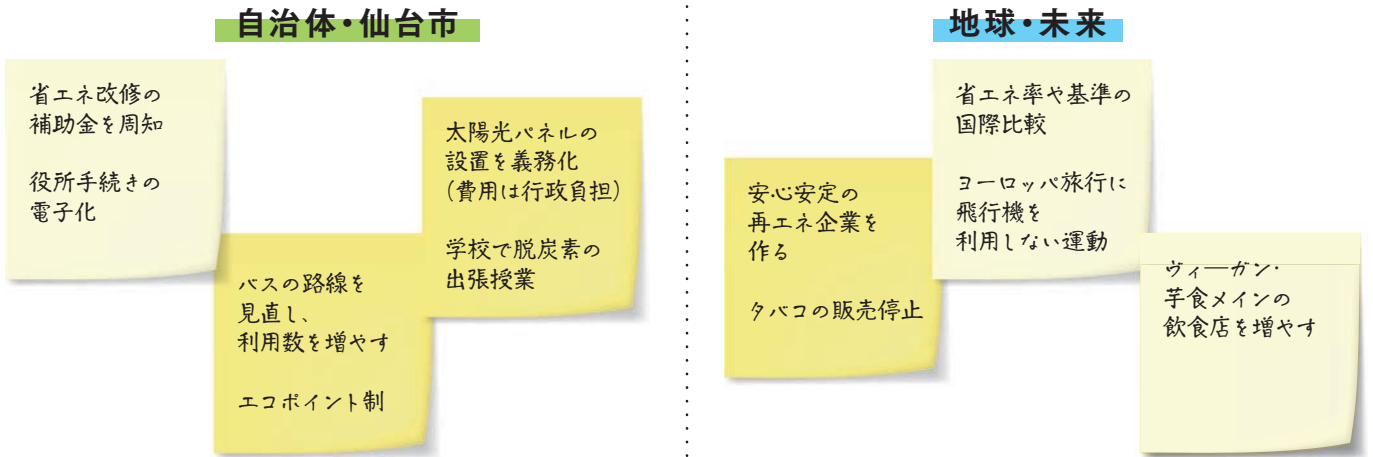 自治体・仙台市
省エネ改修の
補助金を周知
役所手続きの
電子化
バスの路線を
見直し、
利用数を増やす
エコポイント制
太陽光パネルの
設置を義務化
(費用は行政負担)
学校で脱炭素の
出張授業
地球・未来
安心安定の
再エネ企業を
作る
タバコの販売停止
省エネ率や基準の
国際比較
ヨーロッパ旅行に
飛行機を
利用しない運動
ヴィーガン・
芋食メインの
飲食店を増やす